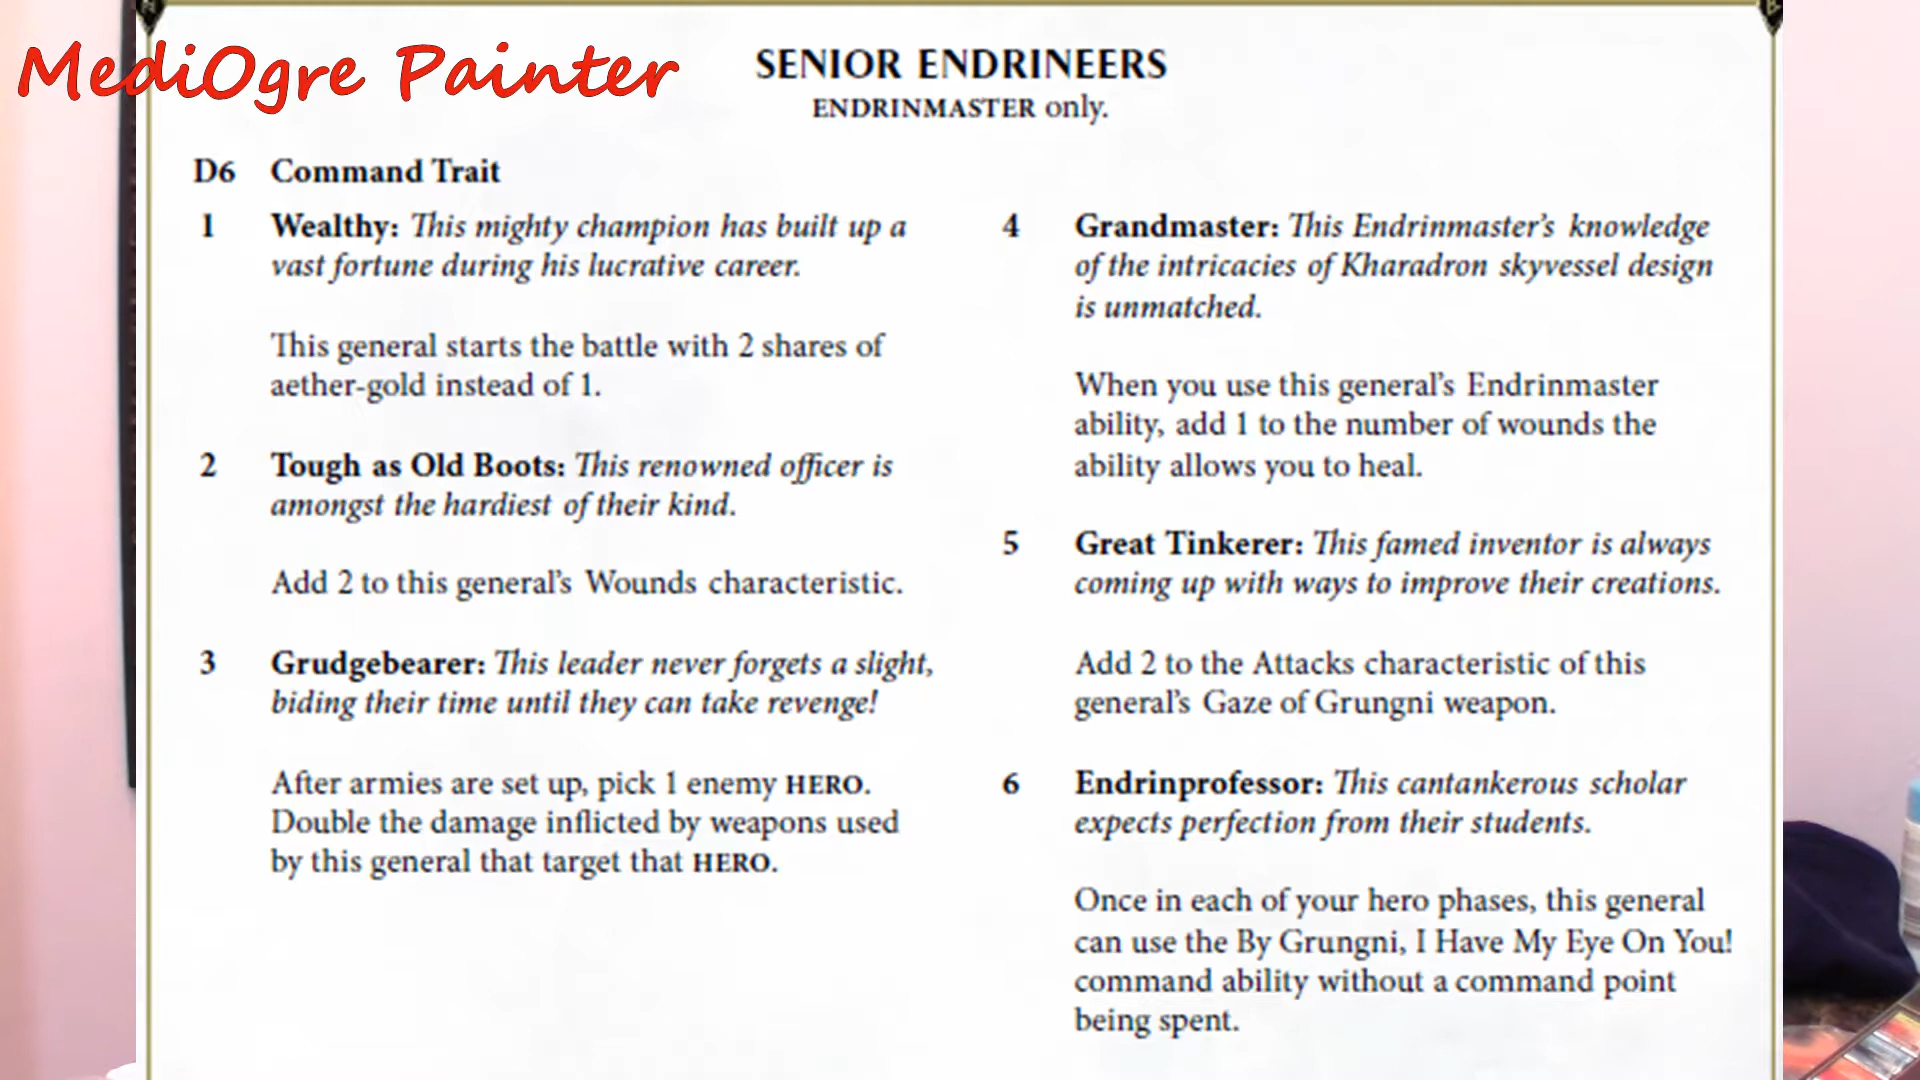 MediOgre Painter
SENIOR ENDRINEERS
ENDRINMASTER only.
D6 Command Trait
1 Wealthy: This mighty champion has built up a
vast fortune during his lucrative career.
This general starts the battle with 2 shares of
aether-gold instead of 1.
2 Tough as Old Boots: This renowned officer is
amongst the hardiest of their kind.
Add 2 to this general's Wounds characteristic.
3 Grudgebearer: This leader never forgets a slight,
biding their time until they can take revenge!
After armies are set up, pick 1 enemy HERO.
Double the damage inflicted by weapons used
by this general that target that HERO.
4 Grandmaster: This Endrinmaster's knowledge
of the intricacies of Kharadron skyvessel design
is unmatched.
When you use this general's Endrinmaster
ability, add 1 to the number of wounds the
ability allows you to heal.
5 Great Tinkerer: This famed inventor is always
coming up with ways to improve their creations.
Add 2 to the Attacks characteristic of this
general's Gaze of Grungni weapon.
6 Endrinprofessor: This cantankerous scholar
expects perfection from their students.
Once in each of your hero phases, this general
can use the By Grungni, I Have My Eye On You!
command ability without a command point
being spent.